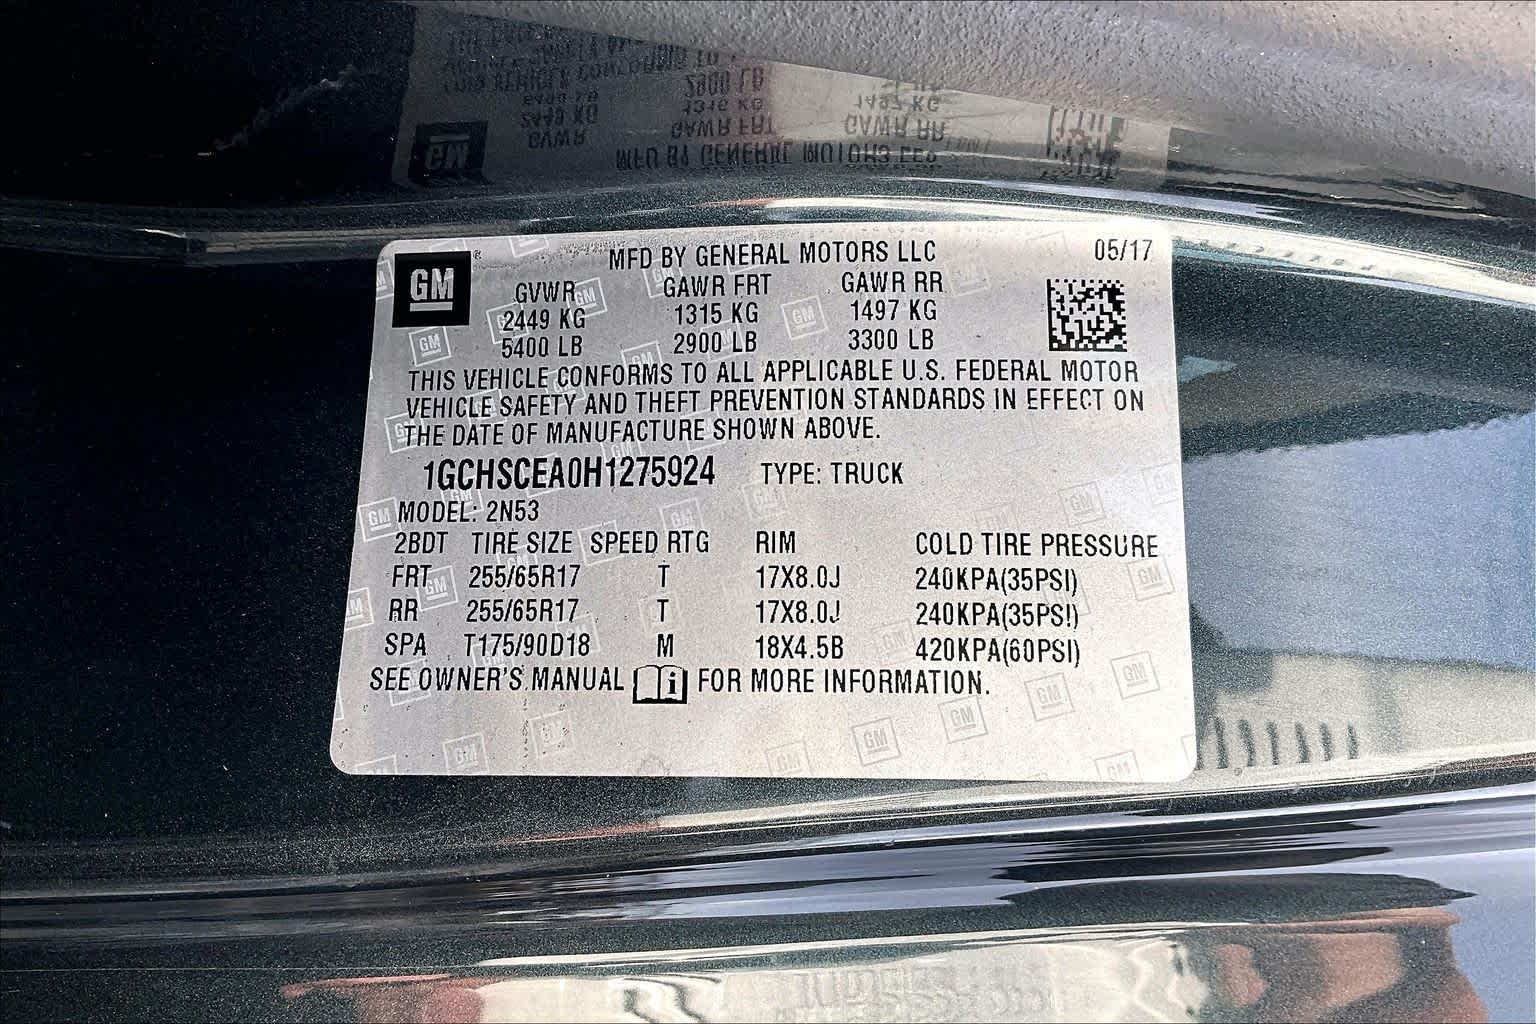 GM
MFD BY GENERAL MOTORS LLC 05/17
GVWR GAWR FRT GAWR RR
2449 KG 1315 KG 1497 KG
5400 LB 2900 LB 3300 LB
THIS VEHICLE CONFORMS TO ALL APPLICABLE U.S. FEDERAL MOTOR
VEHICLE SAFETY AND THEFT PREVENTION STANDARDS IN EFFECT ON
THE DATE OF MANUFACTURE SHOWN ABOVE.
1GCHSCEA0H1275924 TYPE: TRUCK
MODEL: 2N53
2BDT TIRE SIZE SPEED RTG RIM COLD TIRE PRESSURE
FRT 255/65R17 T 17X8.0J 240KPA(35PSI)
RR 255/65R17 T 17X8.0J 240KPA(35PSI)
SPA T175/90D18 M 18X4.5B 420KPA(60PSI)
SEE OWNER'S MANUAL FOR MORE INFORMATION.